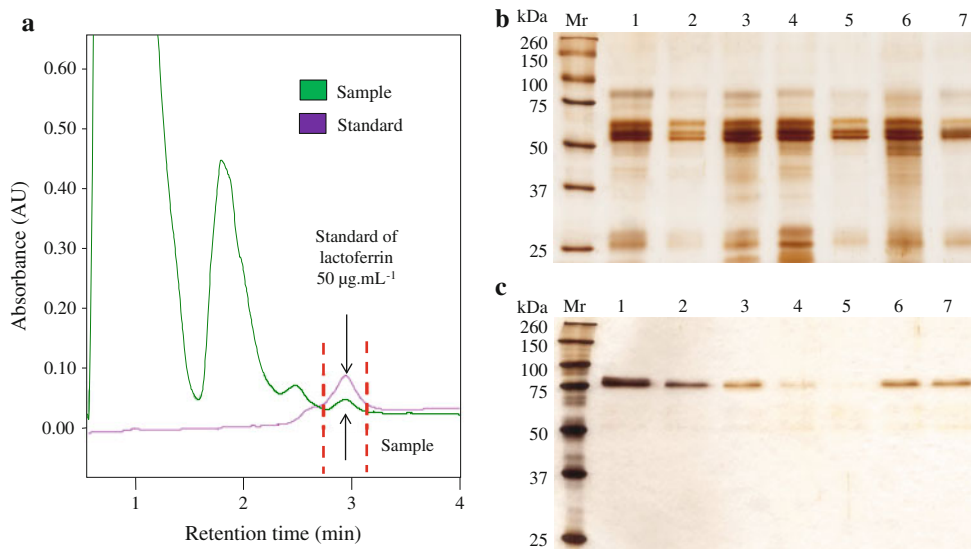 a
0.60
0.50
0.40
0.30
0.20
0.10
0.00
Absorbance (AU)
Sample
Standard
Standard of
lactoferrin
50 µg.mL⁻¹
Sample
1 2 3 4
Retention time (min)
b
kDa Mr 1 2 3 4 5 6 7
260
150
100
75
50
37
25
c
kDa Mr 1 2 3 4 5 6 7
260
150
100
75
50
37
25